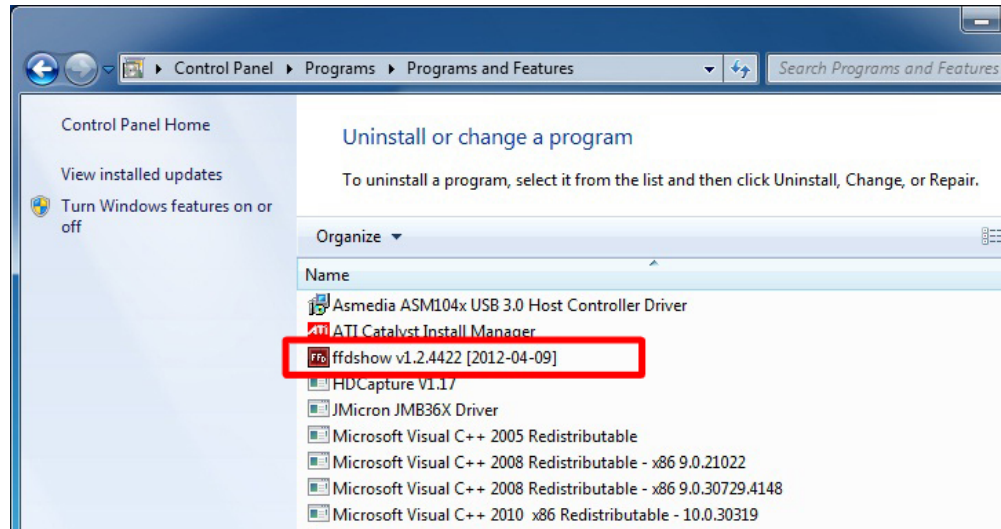 Control Panel ▸ Programs ▸ Programs and Features
Search Programs and Features
Control Panel Home
View installed updates
Turn Windows features on or
off
Uninstall or change a program
To uninstall a program, select it from the list and then click Uninstall, Change, or Repair.
Organize
Name
Asmedia ASM104x USB 3.0 Host Controller Driver
ATI ATI Catalyst Install Manager
FFD ffdshow v1.2.4422 [2012-04-09]
HDCapture V1.17
JMicron JMB36X Driver
Microsoft Visual C++ 2005 Redistributable
Microsoft Visual C++ 2008 Redistributable - x86 9.0.21022
Microsoft Visual C++ 2008 Redistributable - x86 9.0.30729.4148
Microsoft Visual C++ 2010 x86 Redistributable - 10.0.30319